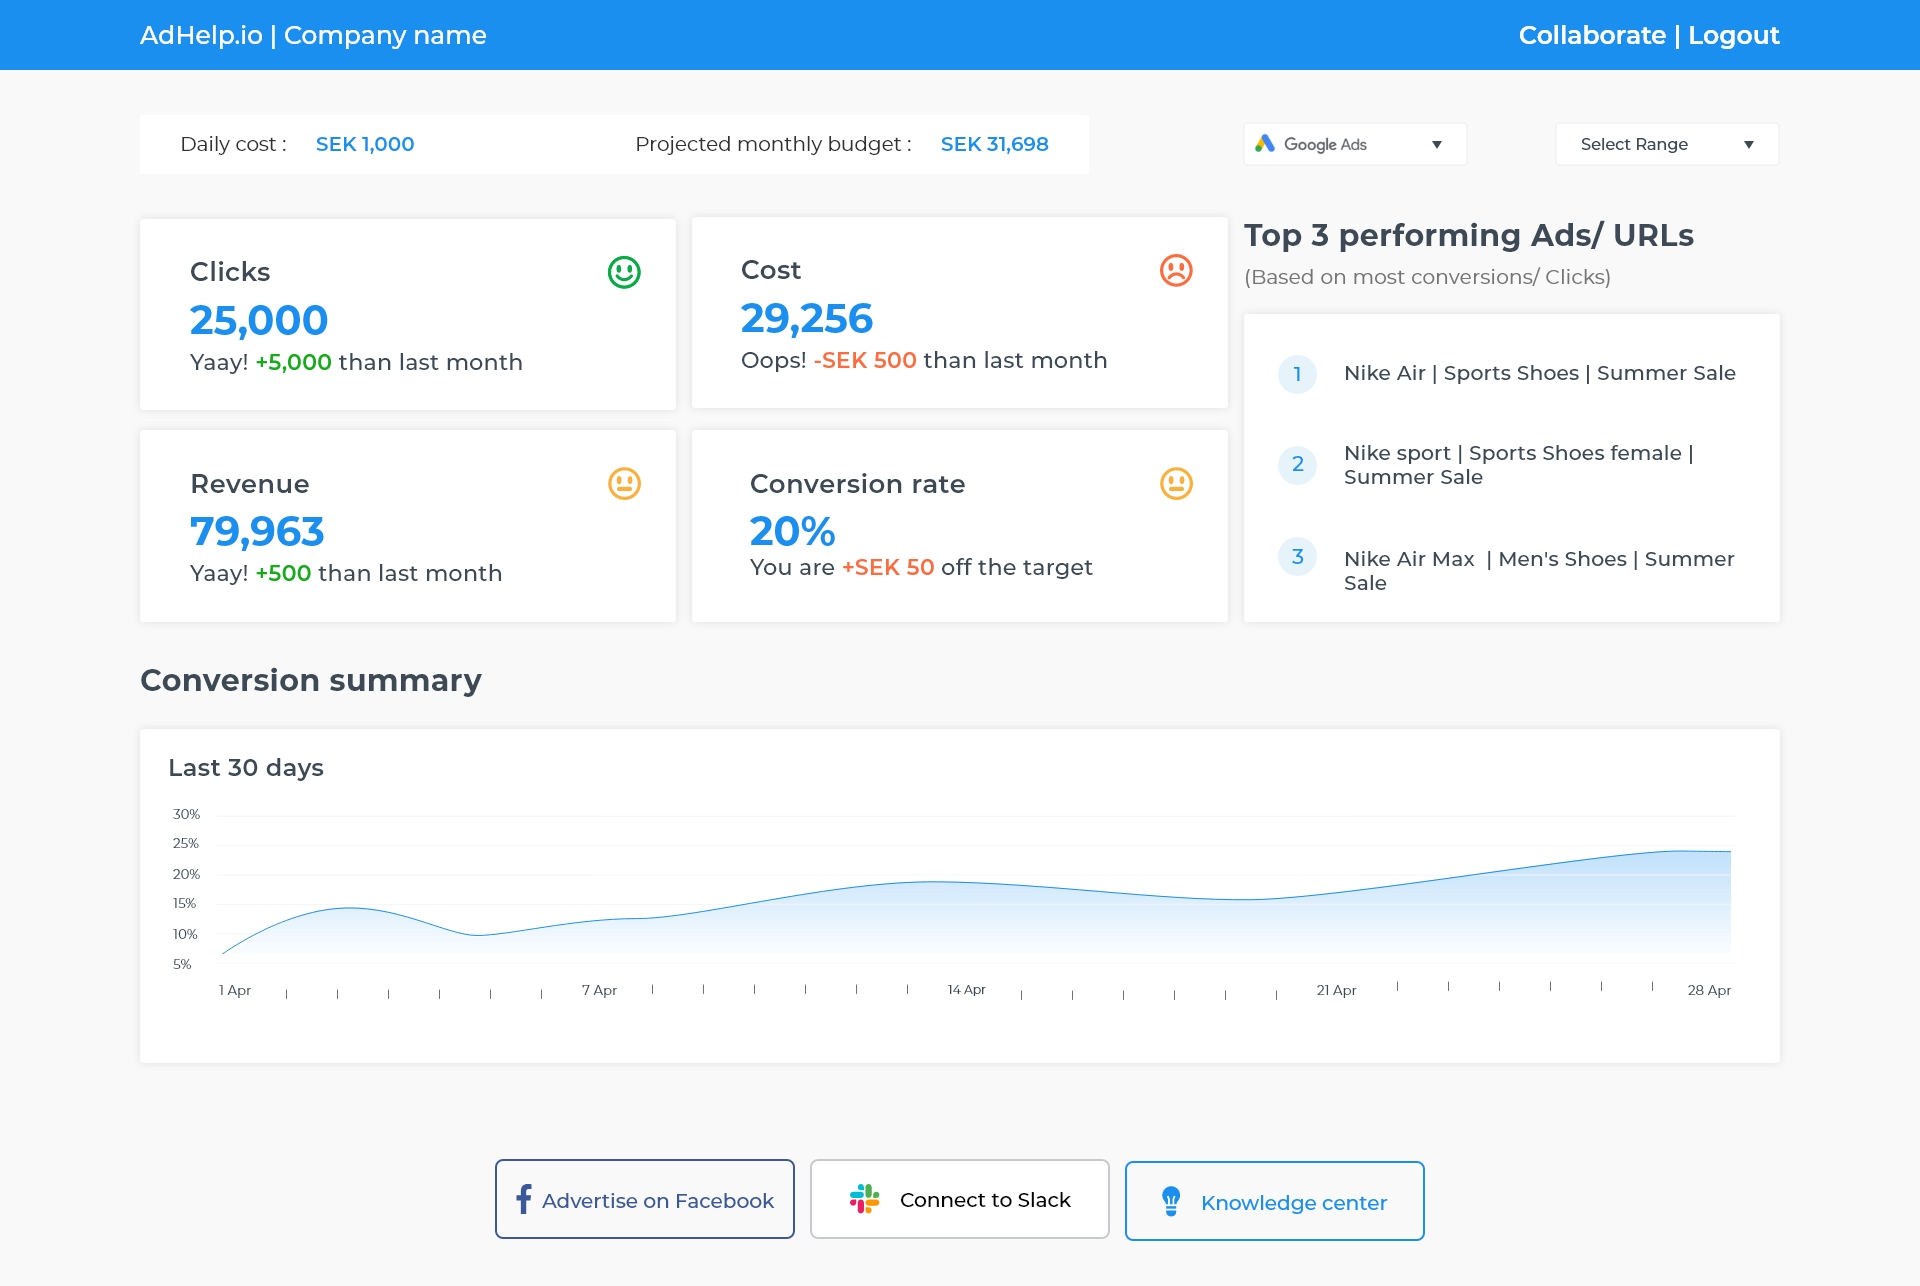 AdHelp.io | Company name
Collaborate | Logout
Daily cost : SEK 1,000
Projected monthly budget : SEK 31,698
Google Ads
Select Range
Clicks
25,000
Yaay! +5,000 than last month
Cost
29,256
Oops! -SEK 500 than last month
Revenue
79,963
Yaay! +500 than last month
Conversion rate
20%
You are +SEK 50 off the target
Top 3 performing Ads/ URLs
(Based on most conversions/ Clicks)
1 Nike Air | Sports Shoes | Summer Sale
2 Nike sport | Sports Shoes female |
Summer Sale
3 Nike Air Max | Men's Shoes | Summer
Sale
Conversion summary
Last 30 days
30%
25%
20%
15%
10%
5%
1 Apr 7 Apr 14 Apr 21 Apr 28 Apr
Advertise on Facebook
Connect to Slack
Knowledge center